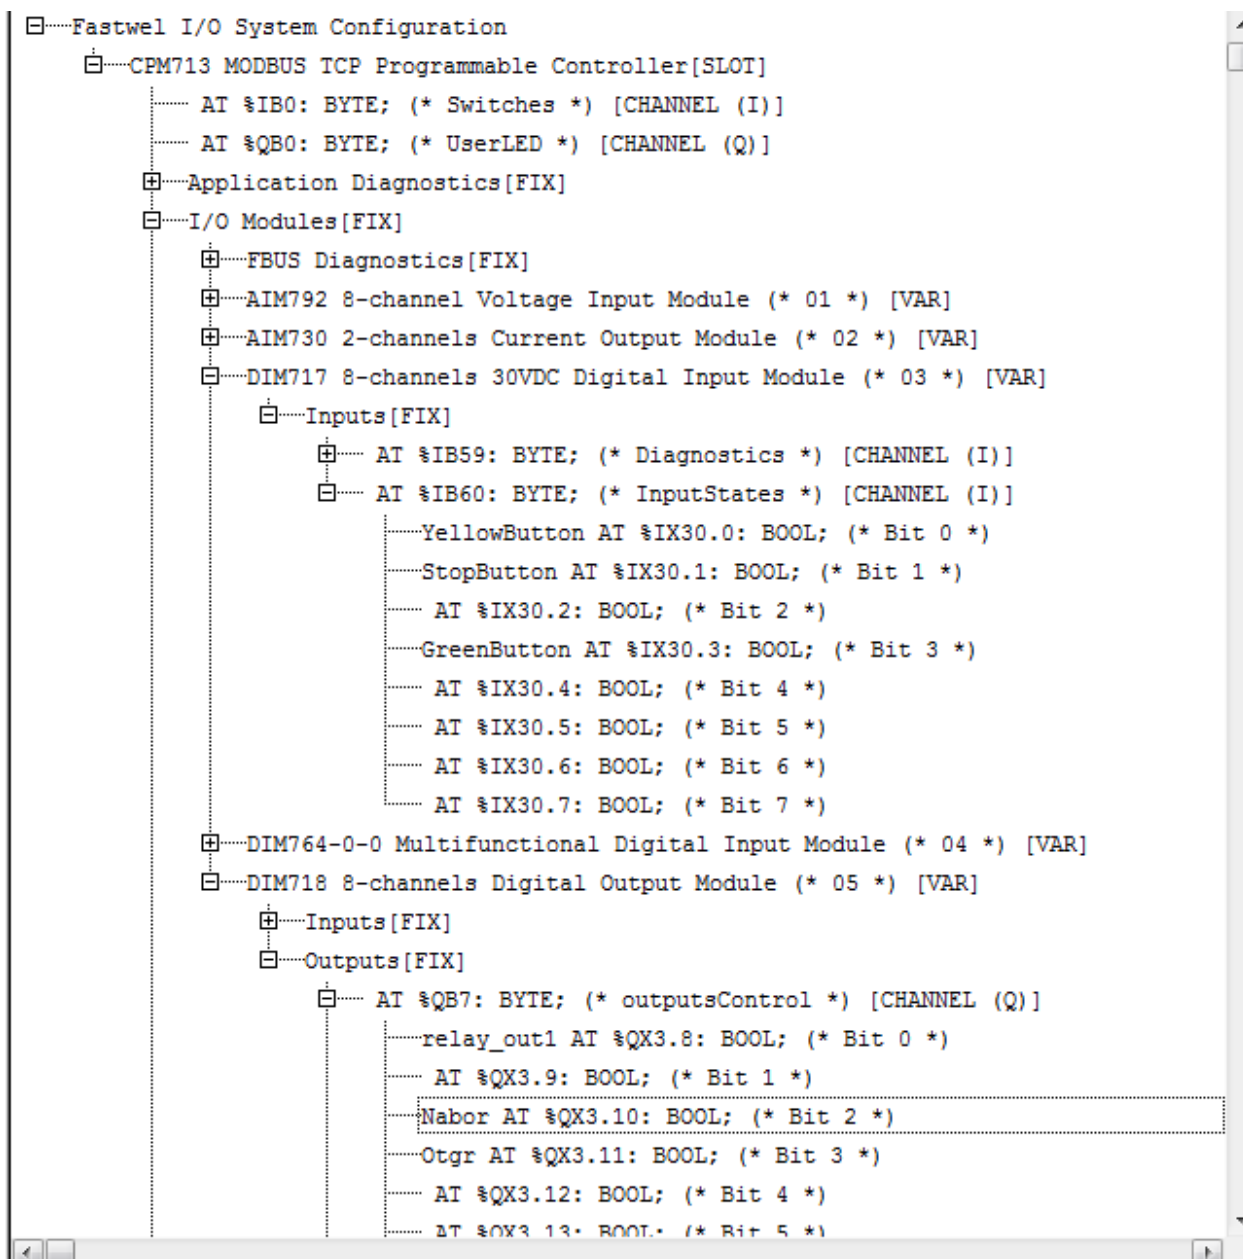 Fastwel I/O System Configuration
CPM713 MODBUS TCP Programmable Controller[SLOT]
AT %IB0: BYTE; (* Switches *) [CHANNEL (I)]
AT %QB0: BYTE; (* UserLED *) [CHANNEL (Q)]
Application Diagnostics[FIX]
I/O Modules[FIX]
FBUS Diagnostics[FIX]
AIM792 8-channel Voltage Input Module (* 01 *) [VAR]
AIM730 2-channels Current Output Module (* 02 *) [VAR]
DIM717 8-channels 30VDC Digital Input Module (* 03 *) [VAR]
Inputs[FIX]
AT %IB59: BYTE; (* Diagnostics *) [CHANNEL (I)]
AT %IB60: BYTE; (* InputStates *) [CHANNEL (I)]
YellowButton AT %IX30.0: BOOL; (* Bit 0 *)
StopButton AT %IX30.1: BOOL; (* Bit 1 *)
AT %IX30.2: BOOL; (* Bit 2 *)
GreenButton AT %IX30.3: BOOL; (* Bit 3 *)
AT %IX30.4: BOOL; (* Bit 4 *)
AT %IX30.5: BOOL; (* Bit 5 *)
AT %IX30.6: BOOL; (* Bit 6 *)
AT %IX30.7: BOOL; (* Bit 7 *)
DIM764-0-0 Multifunctional Digital Input Module (* 04 *) [VAR]
DIM718 8-channels Digital Output Module (* 05 *) [VAR]
Inputs[FIX]
Outputs[FIX]
AT %QB7: BYTE; (* outputsControl *) [CHANNEL (Q)]
relay_out1 AT %QX3.8: BOOL; (* Bit 0 *)
AT %QX3.9: BOOL; (* Bit 1 *)
Nabor AT %QX3.10: BOOL; (* Bit 2 *)
Otgr AT %QX3.11: BOOL; (* Bit 3 *)
AT %QX3.12: BOOL; (* Bit 4 *)
AT %QX3.13: BOOL; (* Bit 5 *)